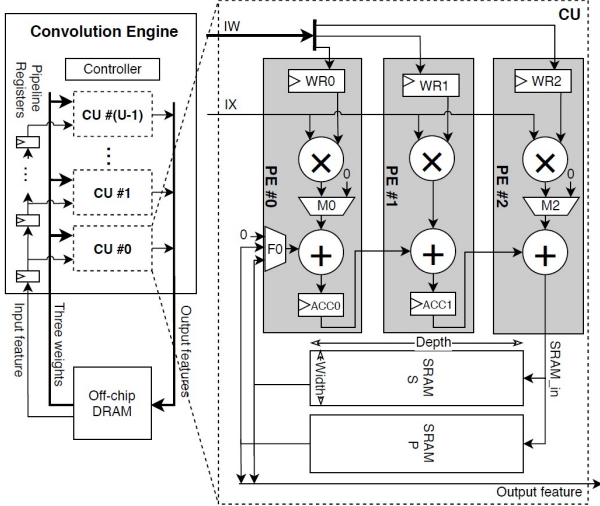 Convolution Engine
Controller
Pipeline
Registers
CU #(U-1)
...
CU #1
CU #0
...
Input feature
Three weights
Output features
Off-chip
DRAM
CU
IW
IX
WR0
WR1
WR2
PE #0
PE #1
PE #2
×
×
×
0
0
M0
M2
0
F0
+
+
+
ACC0
ACC1
Depth
Width
SRAM
S
SRAM_in
SRAM
P
Output feature